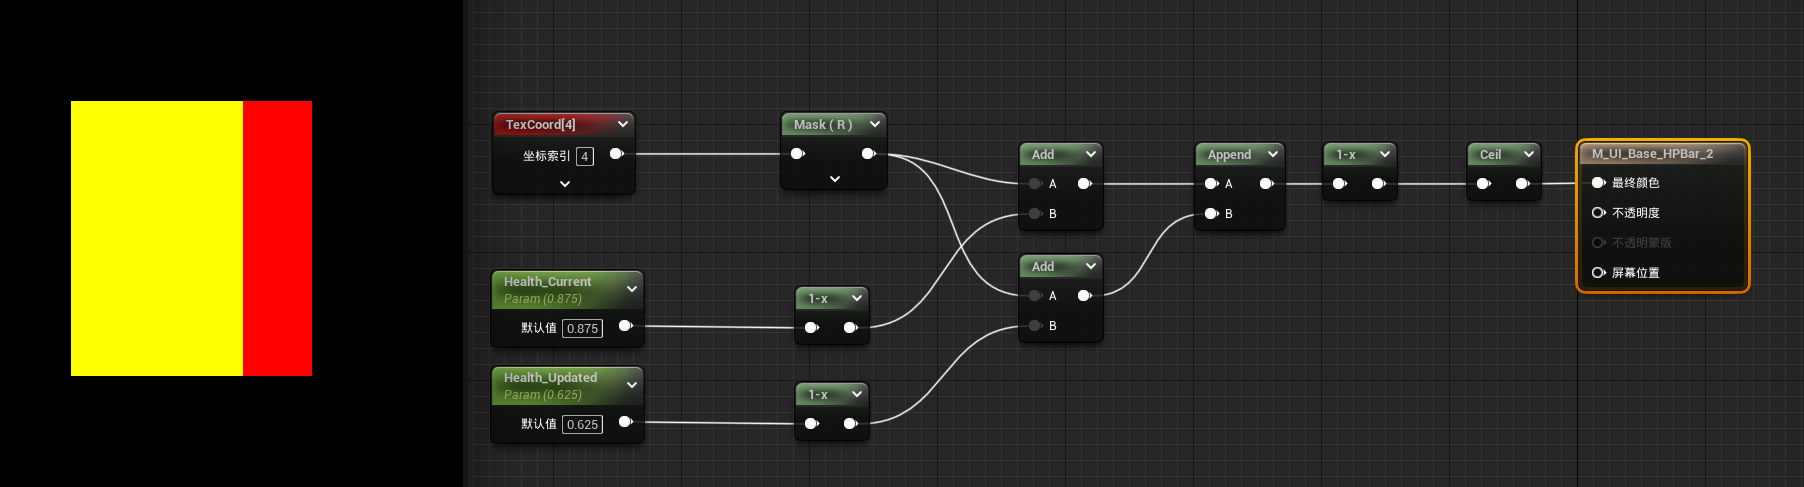 TexCoord[4]
坐标索引 4
Mask ( R )
Add
A
B
Append
A
B
1-x
Ceil
M_UI_Base_HPBar_2
最终颜色
不透明度
不透明蒙版
屏幕位置
Add
A
B
Health_Current
Param (0.875)
默认值 0.875
1-x
Health_Updated
Param (0.625)
默认值 0.625
1-x